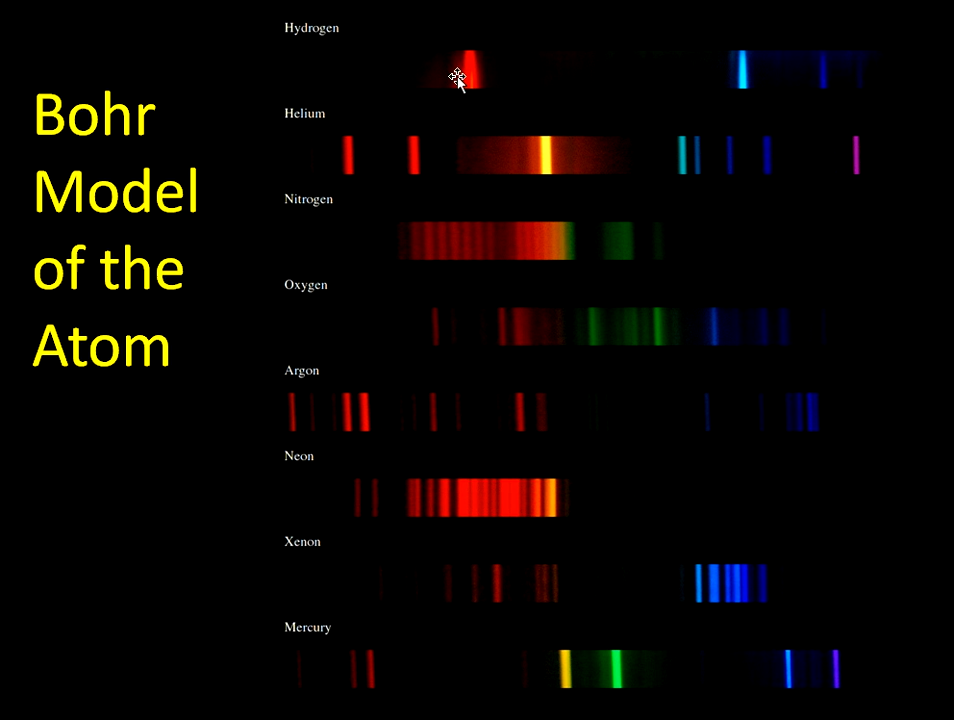 Bohr
Model
of the
Atom
Hydrogen
Helium
Nitrogen
Oxygen
Argon
Neon
Xenon
Mercury